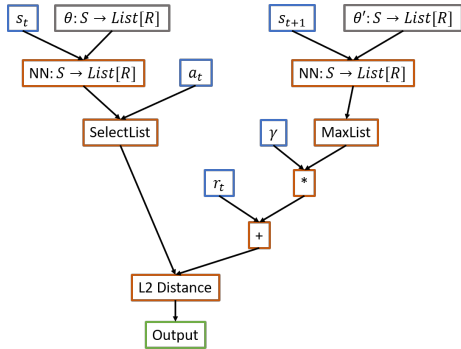 s_t θ: S → List[R] s_{t+1} θ′: S → List[R]
NN: S → List[R] NN: S → List[R]
a_t
SelectList γ MaxList
r_t *
+
L2 Distance
Output